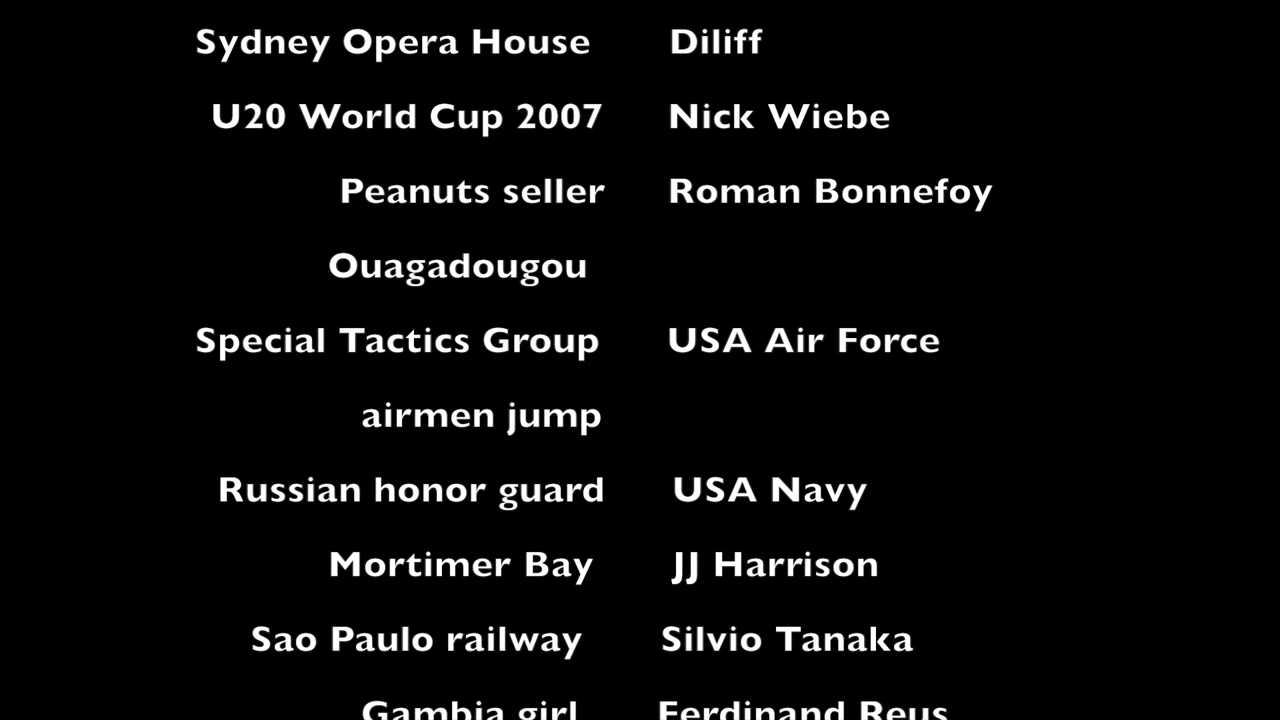 Sydney Opera House Diliff
U20 World Cup 2007 Nick Wiebe
Peanuts seller Roman Bonnefoy
Ouagadougou
Special Tactics Group USA Air Force
airmen jump
Russian honor guard USA Navy
Mortimer Bay JJ Harrison
Sao Paulo railway Silvio Tanaka
Gambia girl Ferdinand Reus